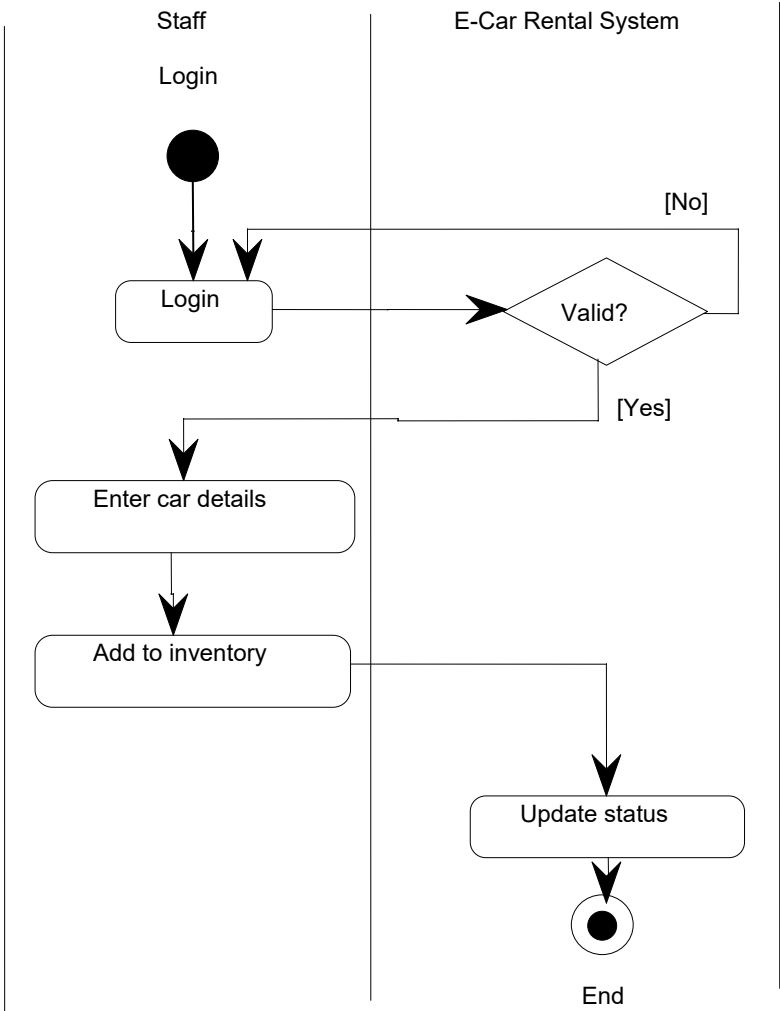 Staff
E-Car Rental System
Login
[No]
Login
Valid?
[Yes]
Enter car details
Add to inventory
Update status
End